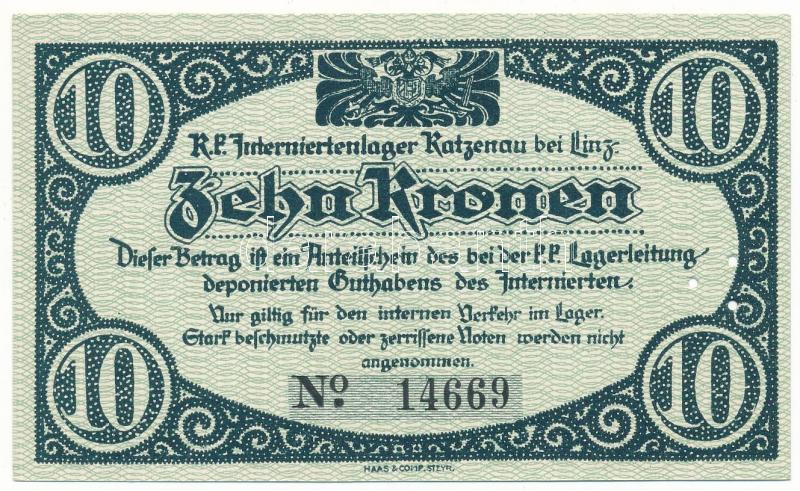 10 10
K.k. Interniertenlager Katzenau bei Linz
Zehn Kronen
Dieser Betrag ist ein Anteilschein des bei der k.k. Lagerleitung
deponierten Guthabens des Internierten.
Nur giltig für den internen Verkehr im Lager.
Stark beschmutzte oder zerrissene Noten werden nicht
angenommen.
No. 14669
10 10
HAAS & COMP. STEYR.